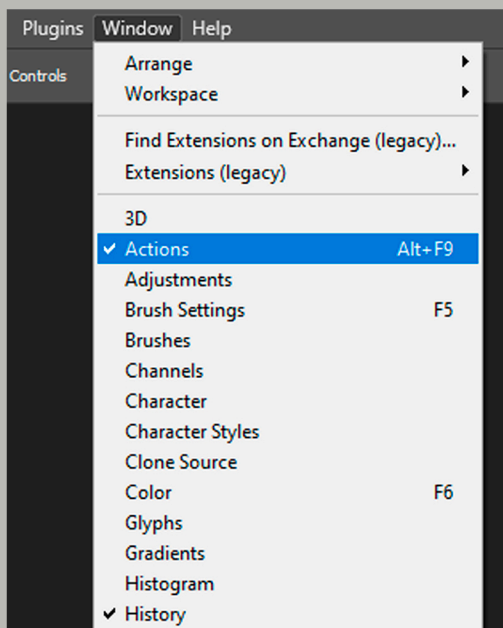 Plugins Window Help
Controls
Arrange
Workspace
Find Extensions on Exchange (legacy)...
Extensions (legacy)
3D
Actions Alt+F9
Adjustments
Brush Settings F5
Brushes
Channels
Character
Character Styles
Clone Source
Color F6
Glyphs
Gradients
Histogram
History